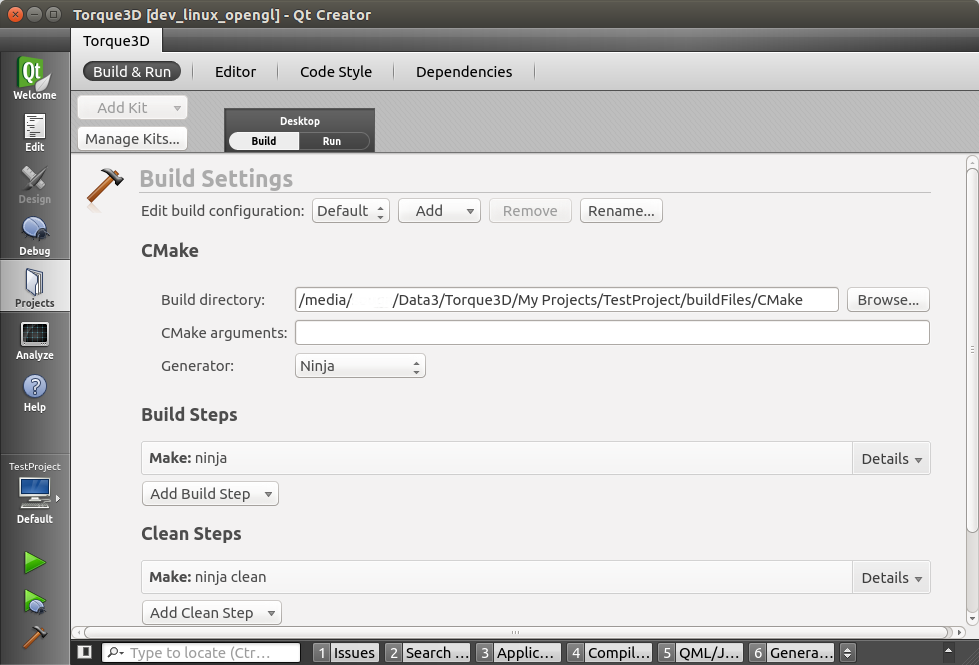 Torque3D [dev_linux_opengl] - Qt Creator
Torque3D
Build & Run Editor Code Style Dependencies
Qt
Welcome
Edit
Design
Debug
Projects
Analyze
Help
TestProject
Default
Add Kit
Manage Kits...
Desktop
Build Run
Build Settings
Edit build configuration: Default Add Remove Rename...
CMake
Build directory: /media/ /Data3/Torque3D/My Projects/TestProject/buildFiles/CMake Browse...
CMake arguments:
Generator: Ninja
Build Steps
Make: ninja Details
Add Build Step
Clean Steps
Make: ninja clean Details
Add Clean Step
Type to locate (Ctr... 1 Issues 2 Search ... 3 Applic... 4 Compil... 5 QML/J... 6 Genera...